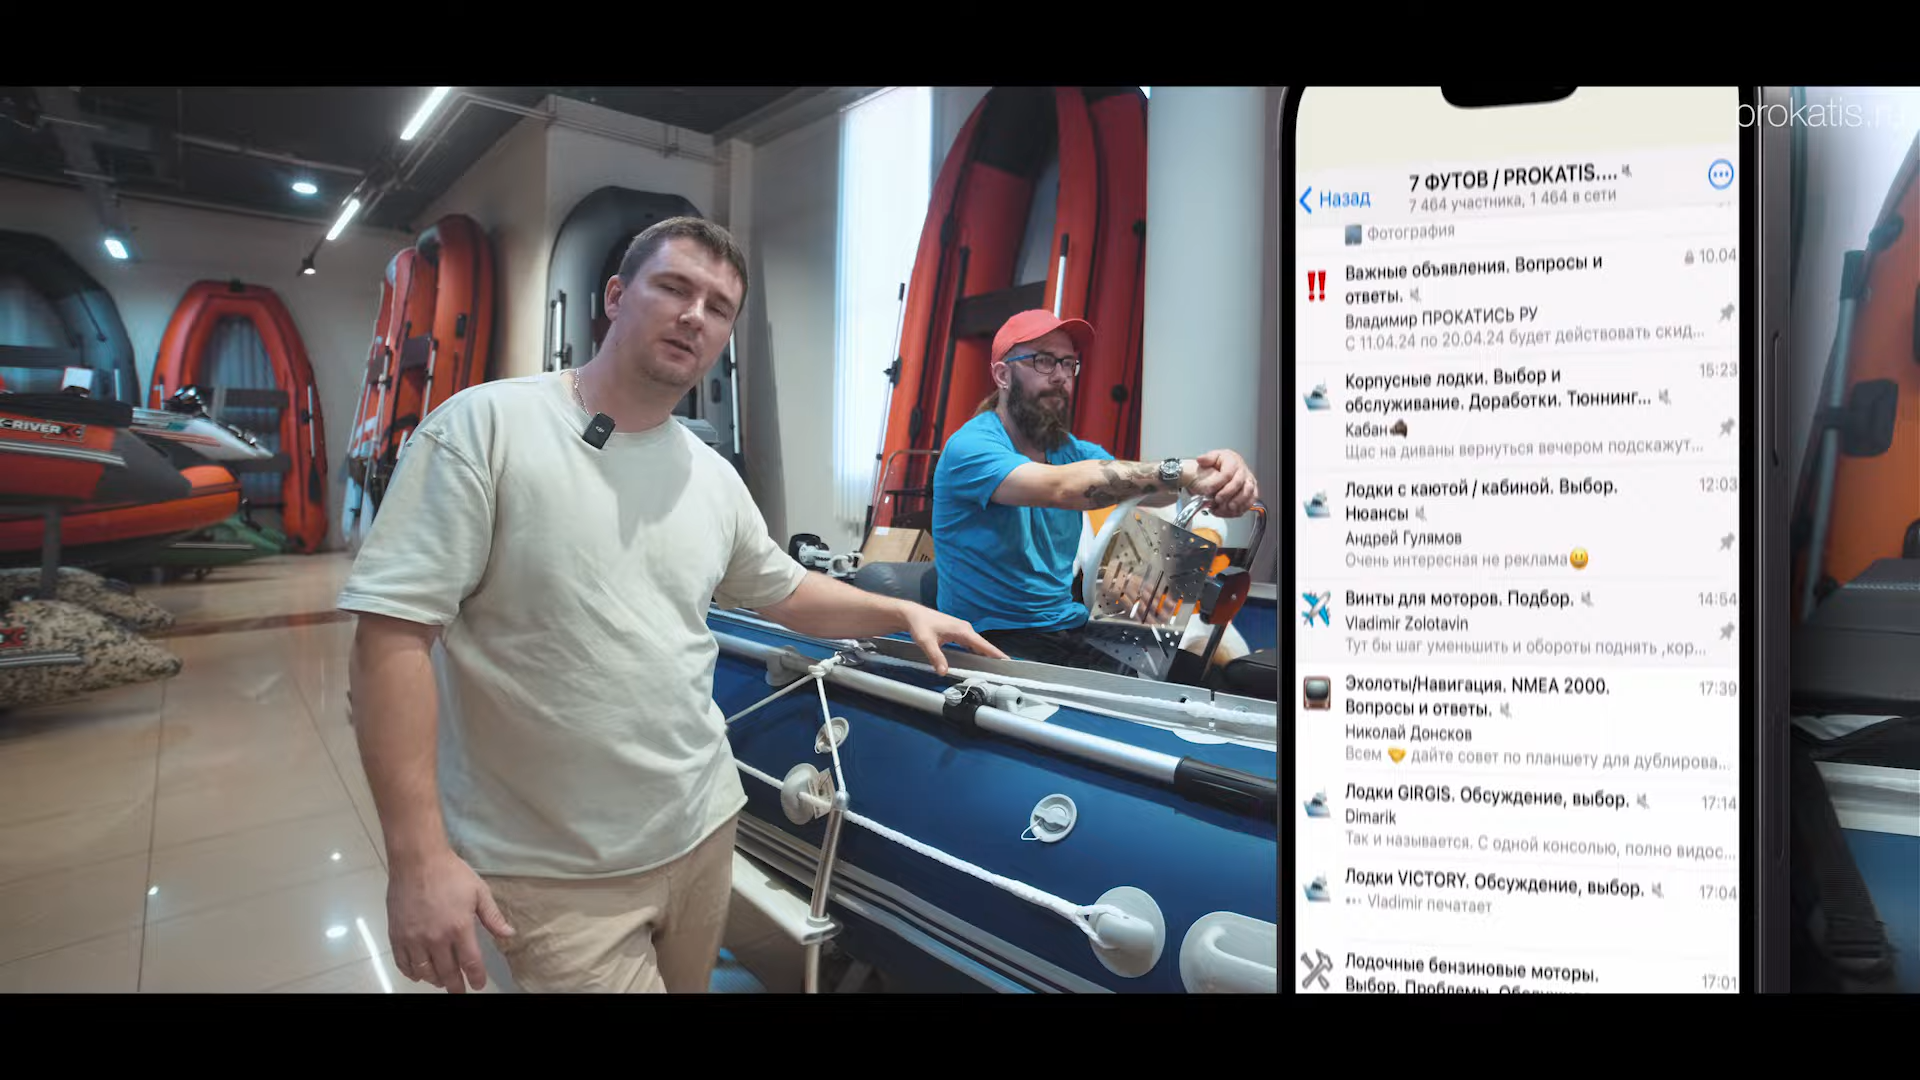 prokatis.ru
X-RIVER
7 ФУТОВ / PROKATIS....
Назад
7 464 участника, 1 464 в сети
Фотография
Важные объявления. Вопросы и
ответы.
10.04
Владимир ПРОКАТИСЬ РУ
С 11.04.24 по 20.04.24 будет действовать скид...
Корпусные лодки. Выбор и
обслуживание. Доработки. Тюннинг...
15:23
Кабан
Щас на диваны вернуться вечером подскажут...
Лодки с каютой / кабиной. Выбор.
Нюансы
12:03
Андрей Гулямов
Очень интересная не реклама
Винты для моторов. Подбор.
14:54
Vladimir Zolotavin
Тут бы шаг уменьшить и обороты поднять ,кор...
Эхолоты/Навигация. NMEA 2000.
Вопросы и ответы.
17:39
Николай Донсков
Всем 🤝 дайте совет по планшету для дублирова...
Лодки GIRGIS. Обсуждение, выбор.
17:14
Dimarik
Так и называется. С одной консолью, полно видос...
Лодки VICTORY. Обсуждение, выбор.
17:04
Vladimir печатает
Лодочные бензиновые моторы.
Выбор. Проблемы.
17:01